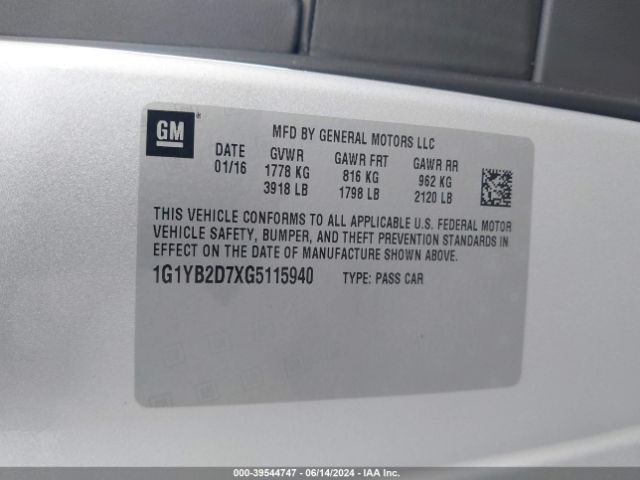 GM
MFD BY GENERAL MOTORS LLC
DATE GVWR GAWR FRT GAWR RR
01/16 1778 KG 816 KG 962 KG
3918 LB 1798 LB 2120 LB
THIS VEHICLE CONFORMS TO ALL APPLICABLE U.S. FEDERAL MOTOR
VEHICLE SAFETY, BUMPER, AND THEFT PREVENTION STANDARDS IN
EFFECT ON THE DATE OF MANUFACTURE SHOWN ABOVE.
1G1YB2D7XG5115940 TYPE: PASS CAR
000-39544747 - 06/14/2024 - IAA Inc.